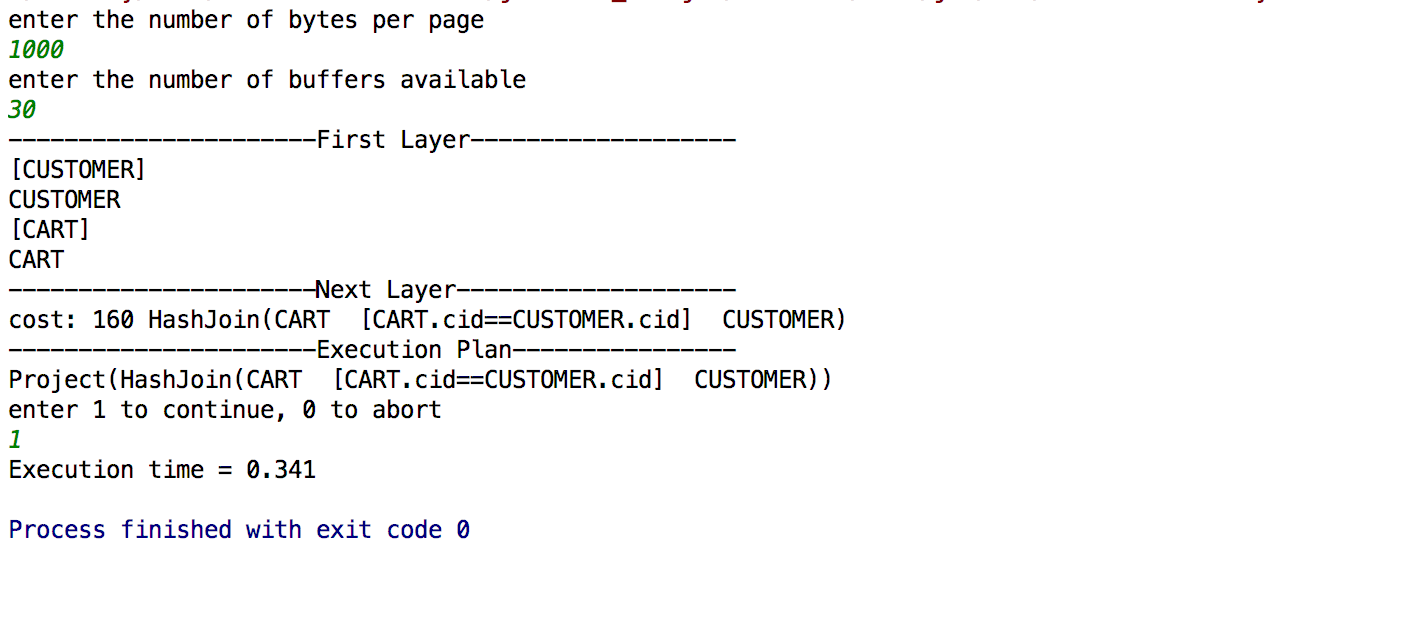 enter the number of bytes per page
1000
enter the number of buffers available
30
----------------------First Layer-------------------
[CUSTOMER]
CUSTOMER
[CART]
CART
----------------------Next Layer--------------------
cost: 160 HashJoin(CART  [CART.cid==CUSTOMER.cid]  CUSTOMER)
----------------------Execution Plan----------------
Project(HashJoin(CART  [CART.cid==CUSTOMER.cid]  CUSTOMER))
enter 1 to continue, 0 to abort
1
Execution time = 0.341
Process finished with exit code 0